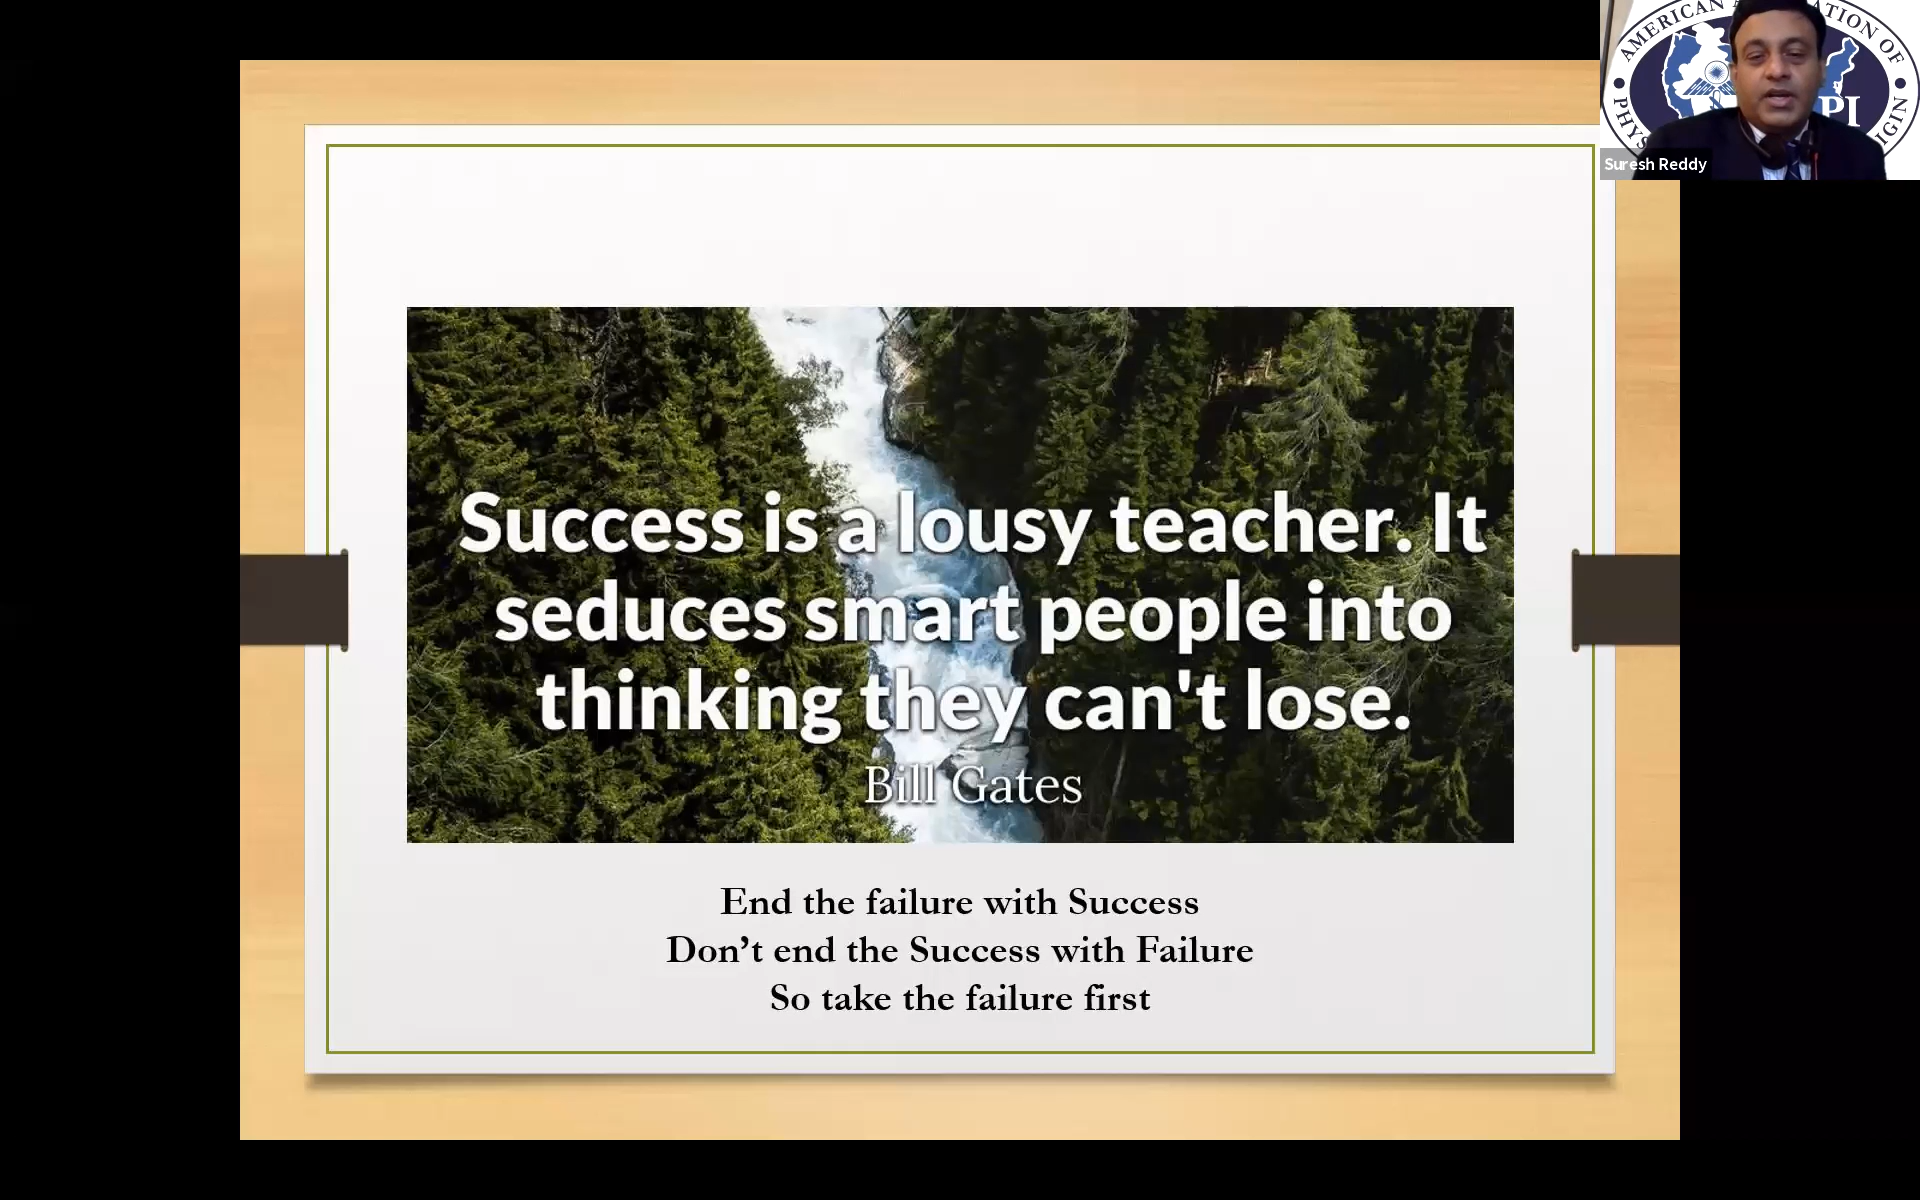 AMERICAN A ATION OF
PHYS IGIN
PI
Suresh Reddy
Success is a lousy teacher. It
seduces smart people into
thinking they can't lose.
Bill Gates
End the failure with Success
Don’t end the Success with Failure
So take the failure first